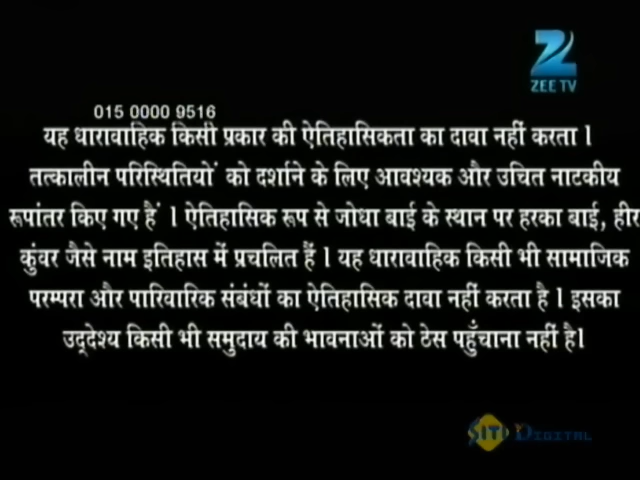 ZEE TV
015 0000 9516
यह धारावाहिक किसी प्रकार की ऐतिहासिकता का दावा नहीं करता ।
तत्कालीन परिस्थितियों को दर्शाने के लिए आवश्यक और उचित नाटकीय
रूपांतर किए गए हैं । ऐतिहासिक रूप से जोधा बाई के स्थान पर हरका बाई, हीर
कुंवर जैसे नाम इतिहास में प्रचलित हैं । यह धारावाहिक किसी भी सामाजिक
परम्परा और पारिवारिक संबंधों का ऐतिहासिक दावा नहीं करता है । इसका
उद्देश्य किसी भी समुदाय की भावनाओं को ठेस पहुँचाना नहीं है।
SITI DIGITAL